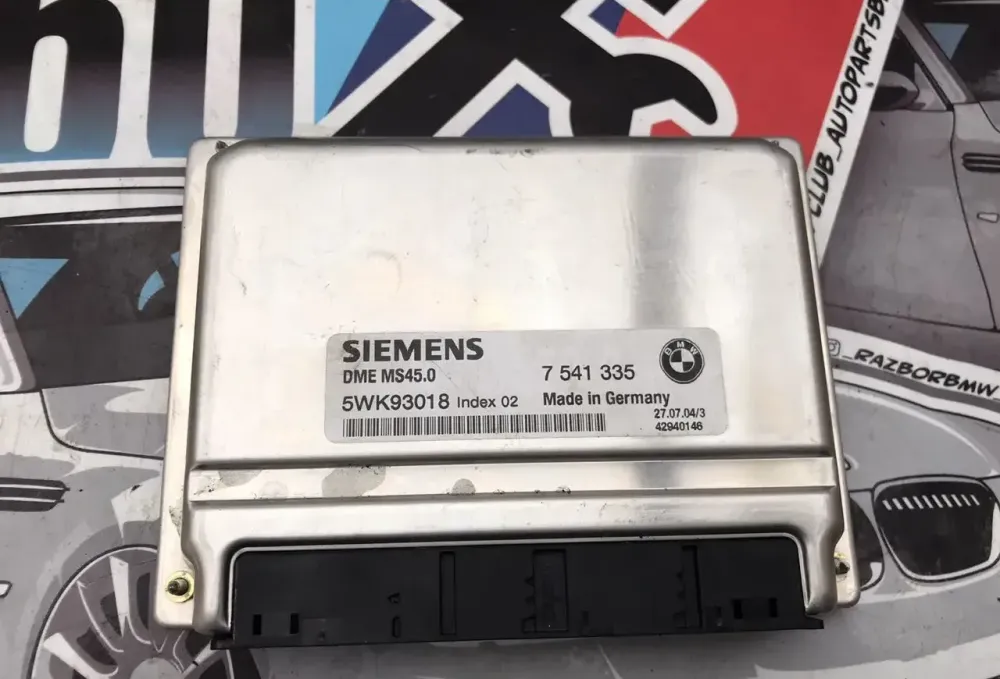 CLUB_AUTOPARTSB
_RAZORBMW
SIEMENS
DME MS45.0
7 541 335
BMW
5WK93018 Index 02
Made in Germany
27.07.04/3
42940146